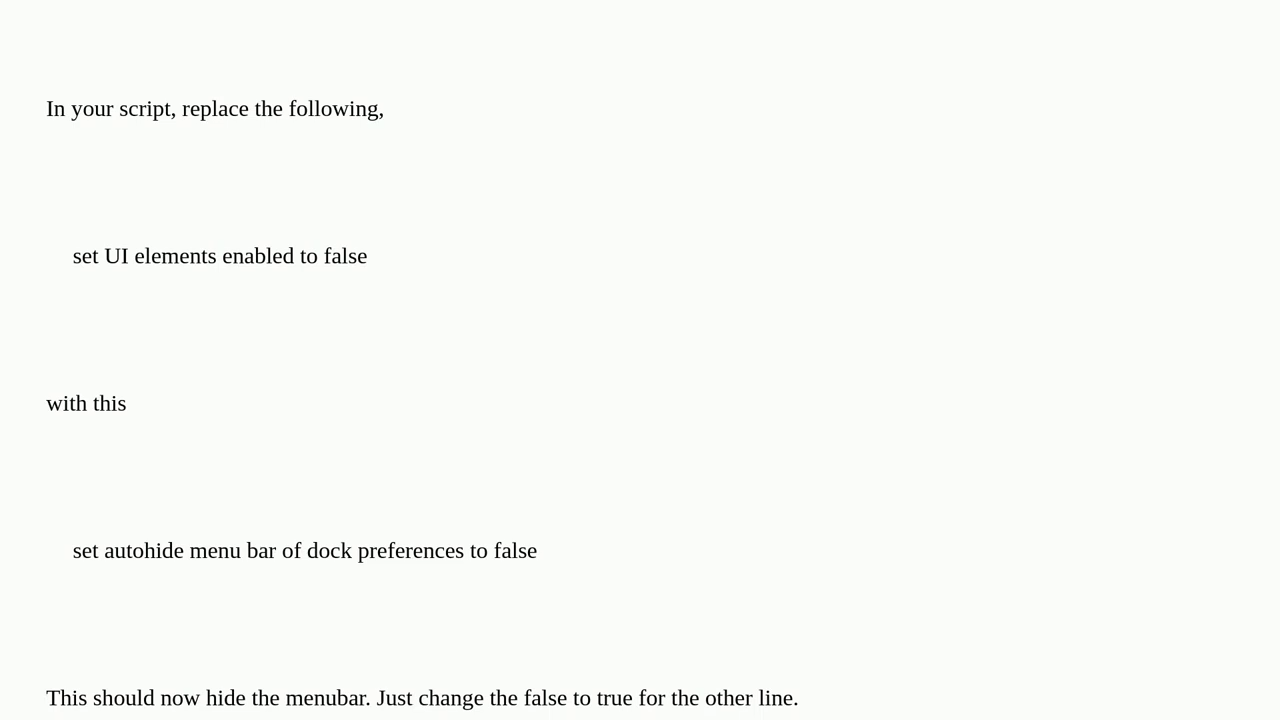 In your script, replace the following,
set UI elements enabled to false
with this
set autohide menu bar of dock preferences to false
This should now hide the menubar. Just change the false to true for the other line.